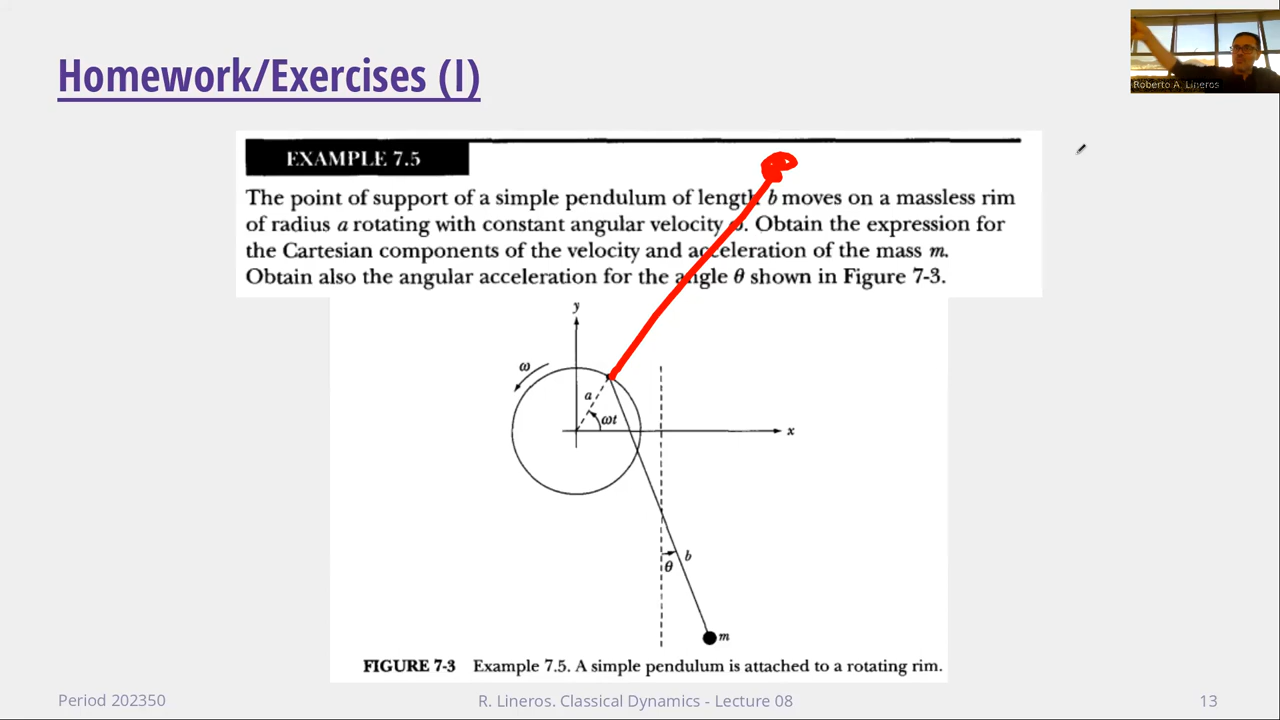 Homework/Exercises (I)
Roberto A. Lineros
EXAMPLE 7.5
The point of support of a simple pendulum of length b moves on a massless rim
of radius a rotating with constant angular velocity . Obtain the expression for
the Cartesian components of the velocity and acceleration of the mass m.
Obtain also the angular acceleration for the angle θ shown in Figure 7-3.
y
ω
a
ωt
x
b
θ
m
FIGURE 7-3 Example 7.5. A simple pendulum is attached to a rotating rim.
Period 202350
R. Lineros. Classical Dynamics - Lecture 08
13